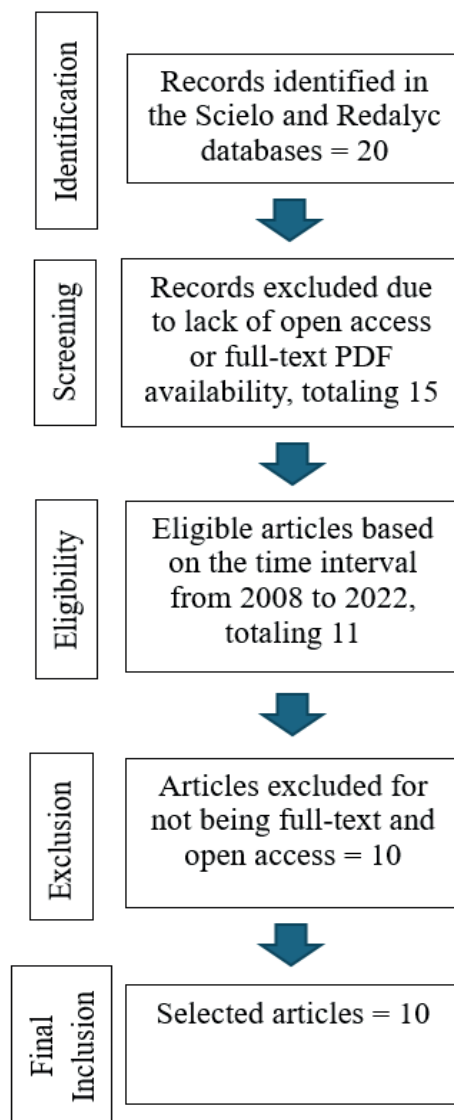 Identification
Records identified in
the Scielo and Redalyc
databases = 20
Screening
Records excluded due
to lack of open access
or full-text PDF
availability, totaling 15
Eligibility
Eligible articles based
on the time interval
from 2008 to 2022,
totaling 11
Exclusion
Articles excluded for
not being full-text and
open access = 10
Final
Inclusion
Selected articles = 10